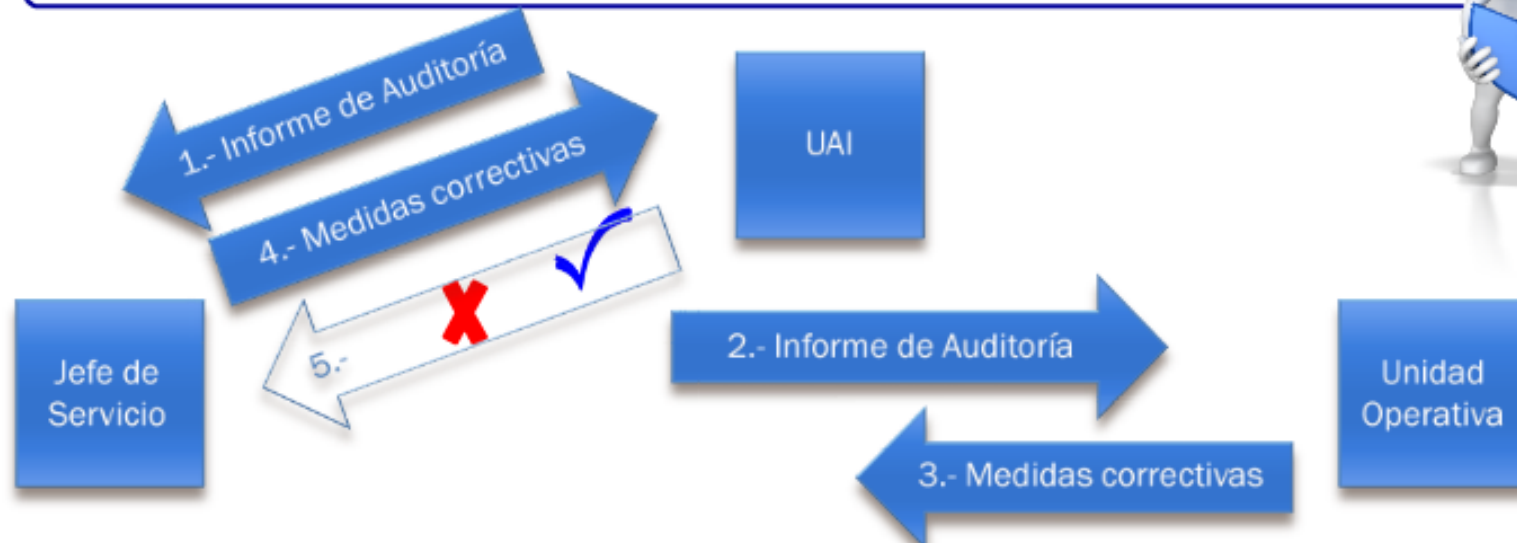 1.- Informe de Auditoría
4.- Medidas correctivas
UAI
5.-
2.- Informe de Auditoría
Jefe de
Servicio
Unidad
Operativa
3.- Medidas correctivas